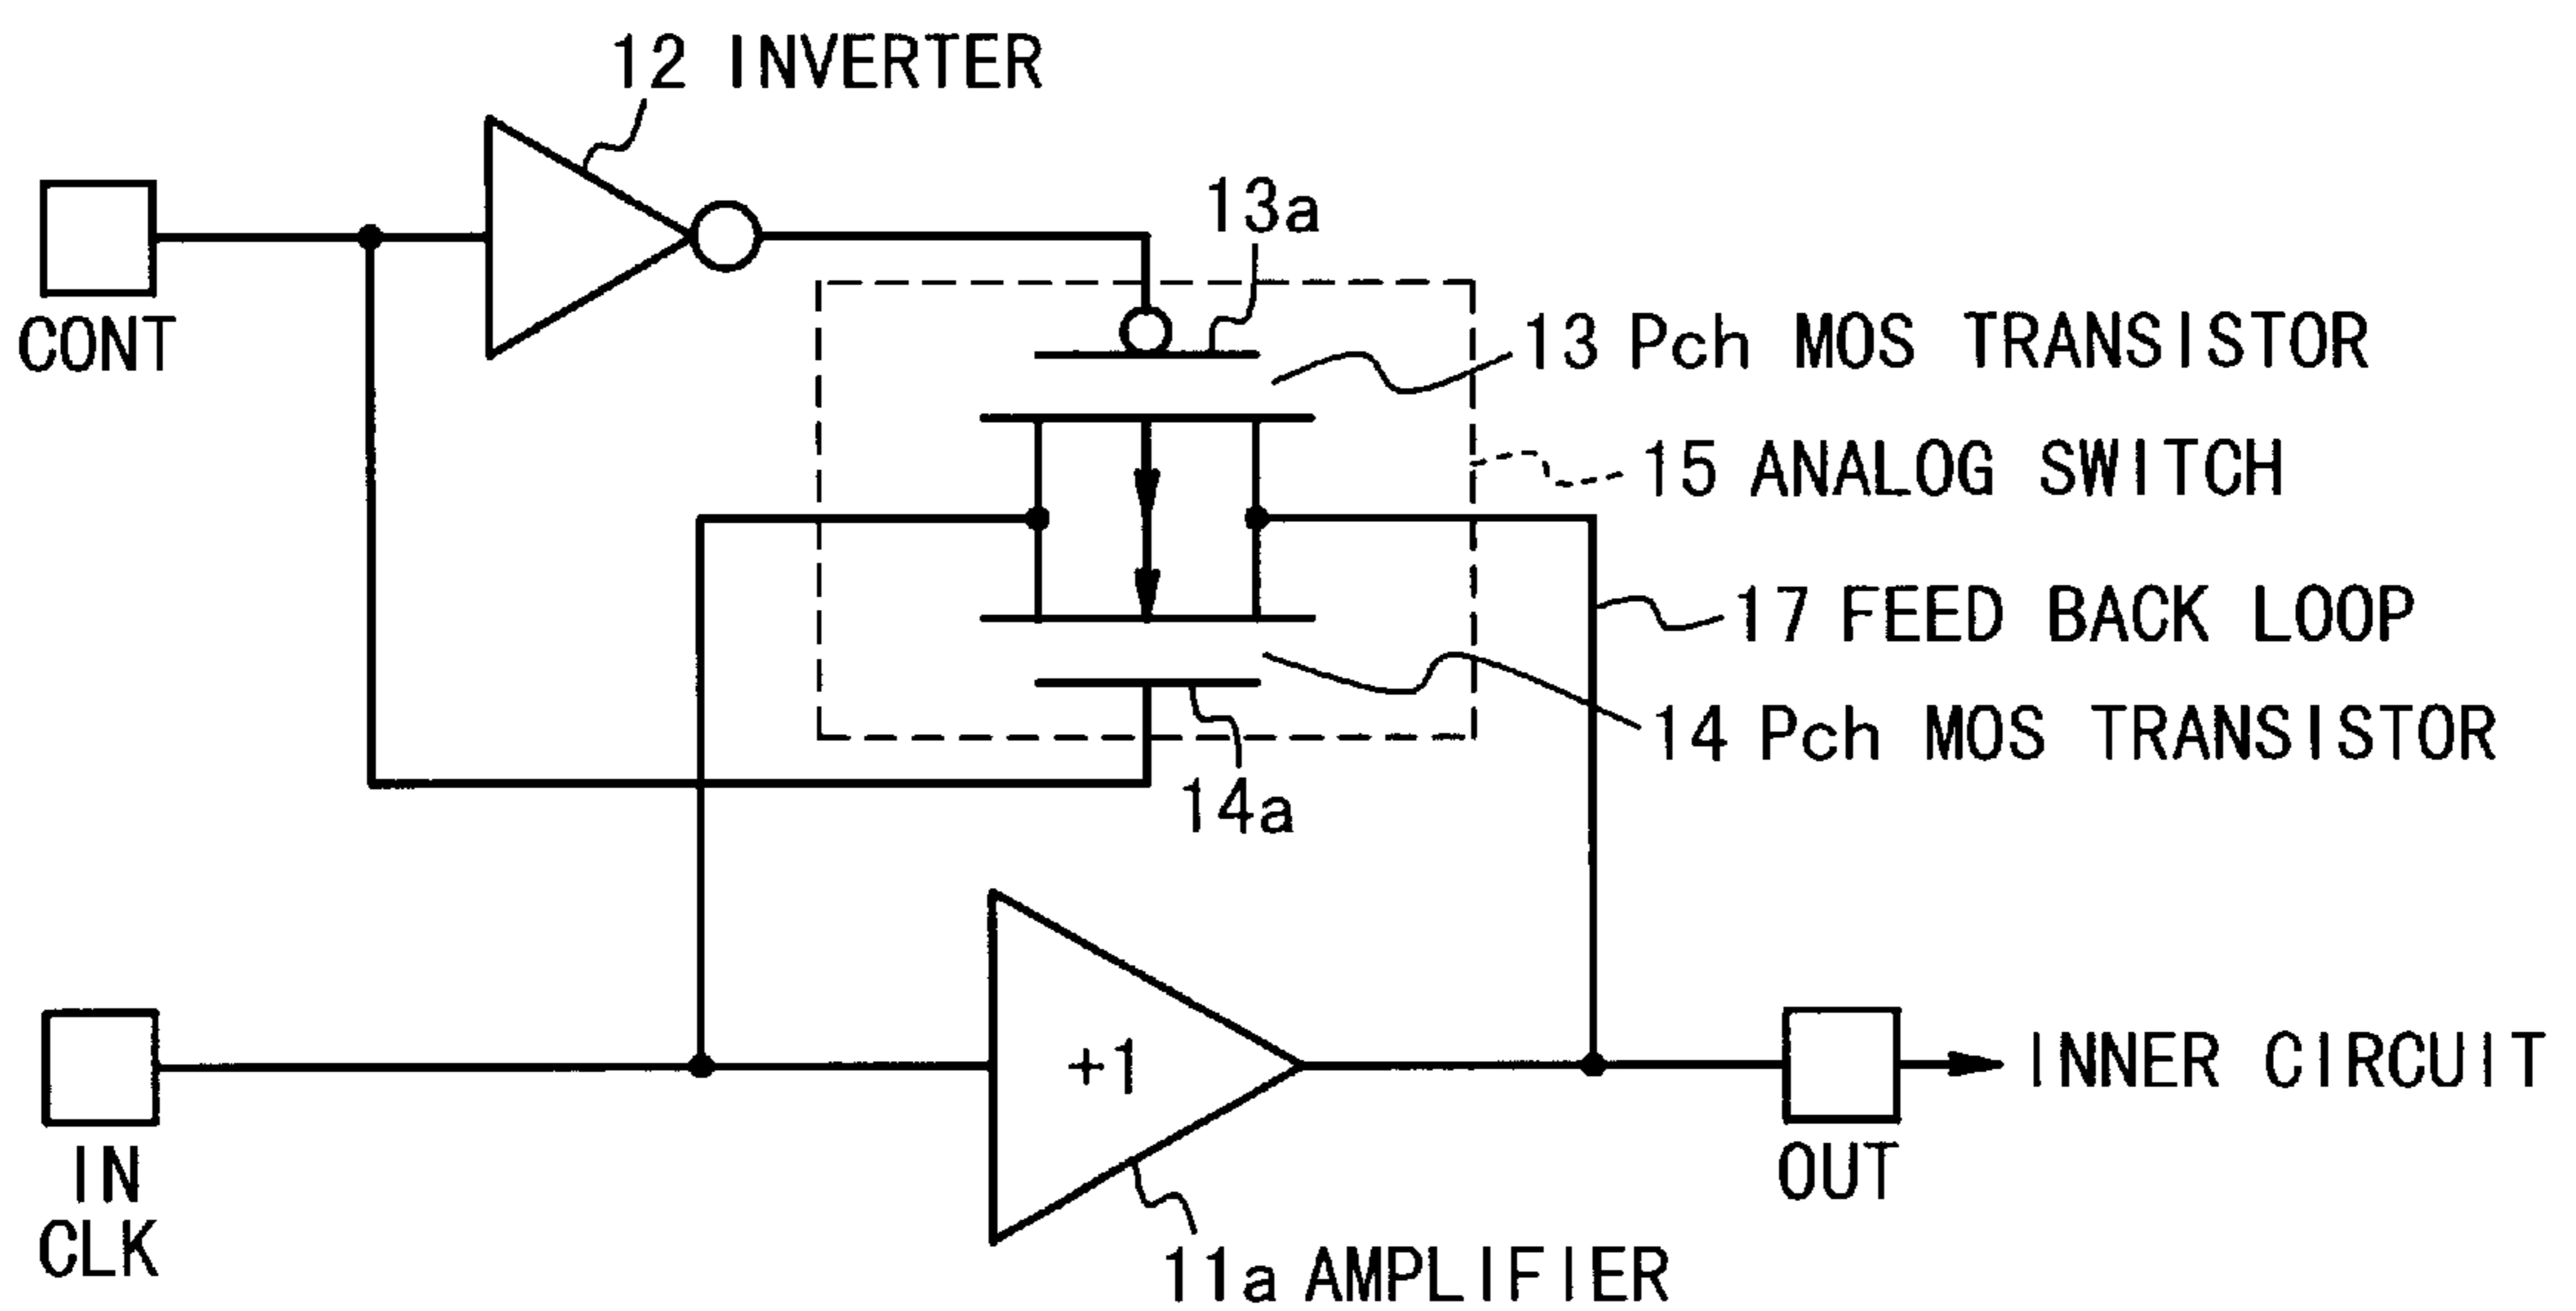 12 INVERTER
13a
CONT
13 Pch MOS TRANSISTOR
15 ANALOG SWITCH
17 FEED BACK LOOP
14 Pch MOS TRANSISTOR
14a
+1
INNER CIRCUIT
IN
CLK
OUT
11a AMPLIFIER